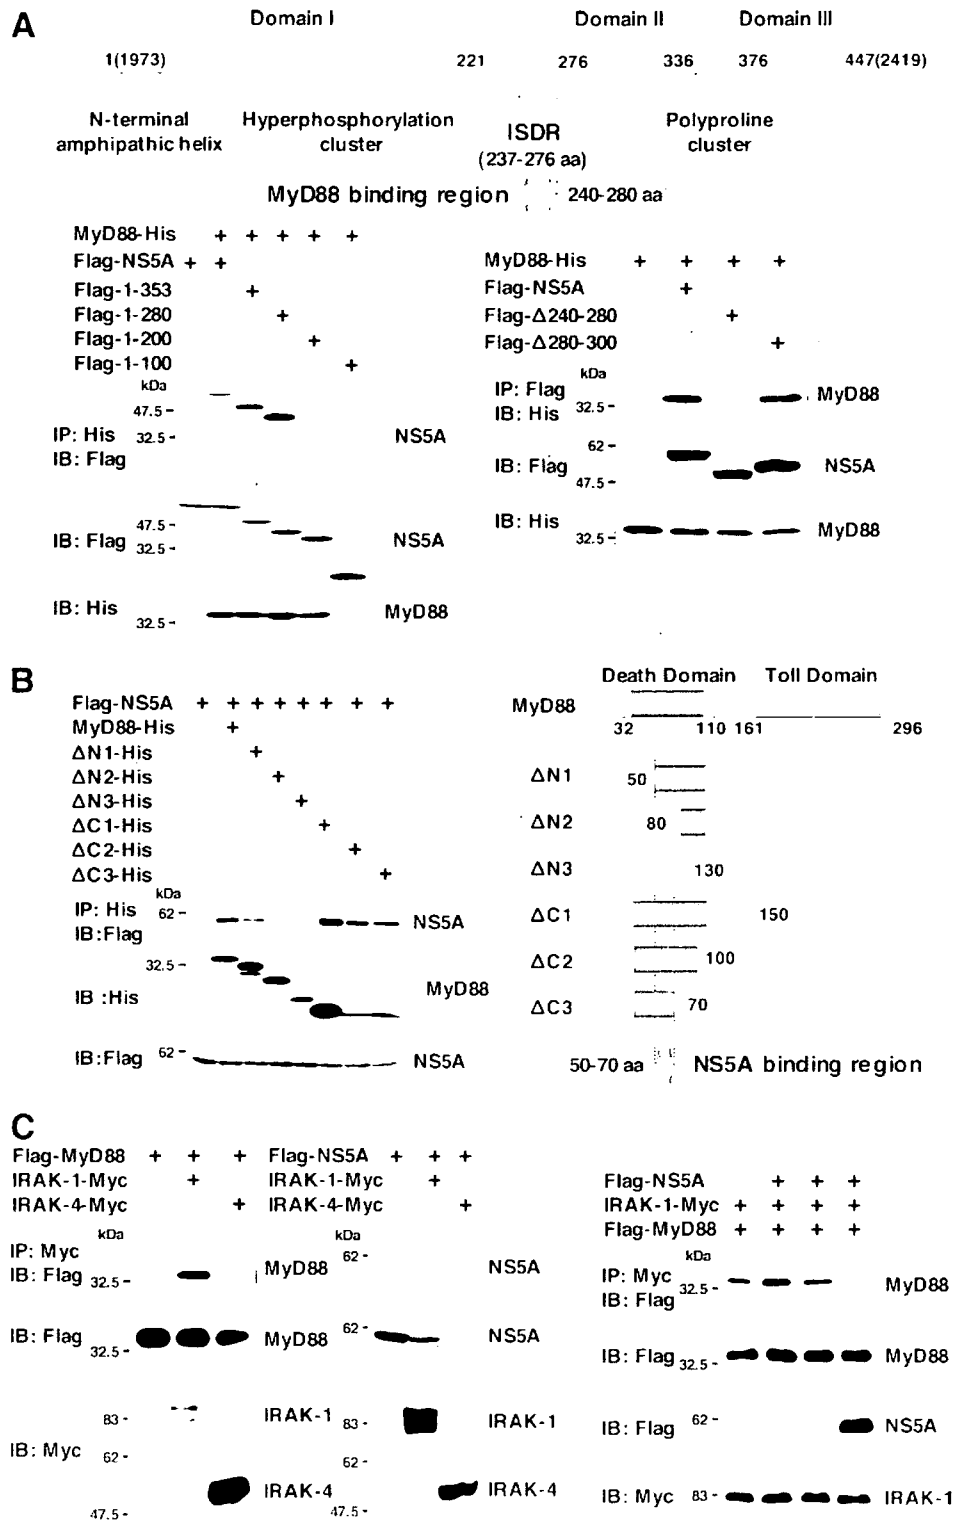 A
Domain I Domain II Domain III
1(1973) 221 276 336 376 447(2419)
N-terminal amphipathic helix
Hyperphosphorylation cluster
ISDR
(237-276 aa)
Polyproline cluster
MyD88 binding region 240-280 aa
MyD88-His + + + + +
Flag-NS5A + +
Flag-1-353 +
Flag-1-280 +
Flag-1-200 +
Flag-1-100 +
kDa
47.5
32.5
IP: His
IB: Flag
NS5A
47.5
IB: Flag 32.5 NS5A
IB: His 32.5 MyD88
MyD88-His + + + +
Flag-NS5A +
Flag-Δ240-280 +
Flag-Δ280-300 +
kDa
IP: Flag
IB: His 32.5 MyD88
62
IB: Flag NS5A
47.5
IB: His 32.5 MyD88
B
Flag-NS5A + + + + + + + +
MyD88-His +
ΔN1-His +
ΔN2-His +
ΔN3-His +
ΔC1-His +
ΔC2-His +
ΔC3-His +
kDa
IP: His 62
IB:Flag NS5A
32.5
IB :His MyD88
IB:Flag 62 NS5A
Death Domain Toll Domain
MyD88
32 110 161 296
ΔN1 50
ΔN2 80
ΔN3 130
ΔC1 150
ΔC2 100
ΔC3 70
50-70 aa NS5A binding region
C
Flag-MyD88 + + +
IRAK-1-Myc +
IRAK-4-Myc +
kDa
IP: Myc
IB: Flag 32.5 MyD88
IB: Flag 32.5 MyD88
83 IRAK-1
IB: Myc 62
IRAK-4
47.5
Flag-NS5A + + +
IRAK-1-Myc +
IRAK-4-Myc +
kDa
62 NS5A
62 NS5A
83 IRAK-1
62
IRAK-4
47.5
Flag-NS5A + + +
IRAK-1-Myc + + + +
Flag-MyD88 + + + +
kDa
IP: Myc 32.5 MyD88
IB: Flag
IB: Flag 32.5 MyD88
IB: Flag 62 NS5A
IB: Myc 83 IRAK-1